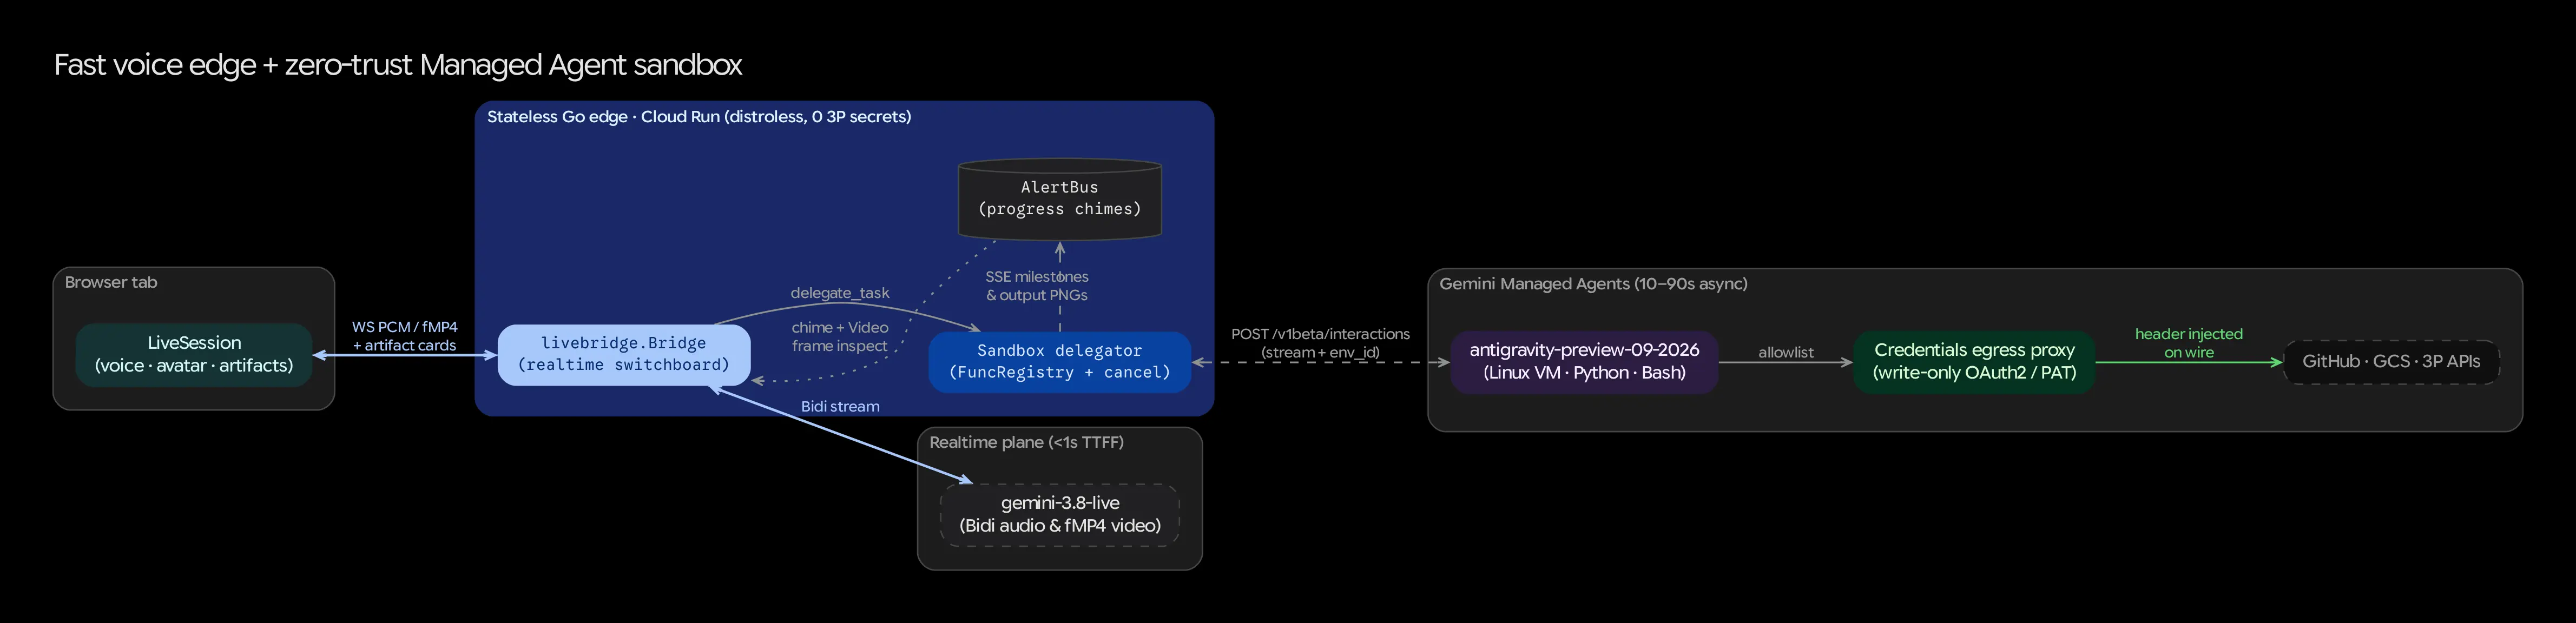 Fast voice edge + zero-trust Managed Agent sandbox
Stateless Go edge · Cloud Run (distroless, 0 3P secrets)
AlertBus
(progress chimes)
SSE milestones
& output PNGs
delegate_task
chime + Video
frame inspect
Browser tab
LiveSession
(voice · avatar · artifacts)
WS PCM / fMP4
+ artifact cards
livebridge.Bridge
(realtime switchboard)
Sandbox delegator
(FuncRegistry + cancel)
POST /v1beta/interactions
(stream + env_id)
Gemini Managed Agents (10–90s async)
antigravity-preview-09-2026
(Linux VM · Python · Bash)
allowlist
Credentials egress proxy
(write-only OAuth2 / PAT)
header injected
on wire
GitHub · GCS · 3P APIs
Bidi stream
Realtime plane (<1s TTFF)
gemini-3.8-live
(Bidi audio & fMP4 video)